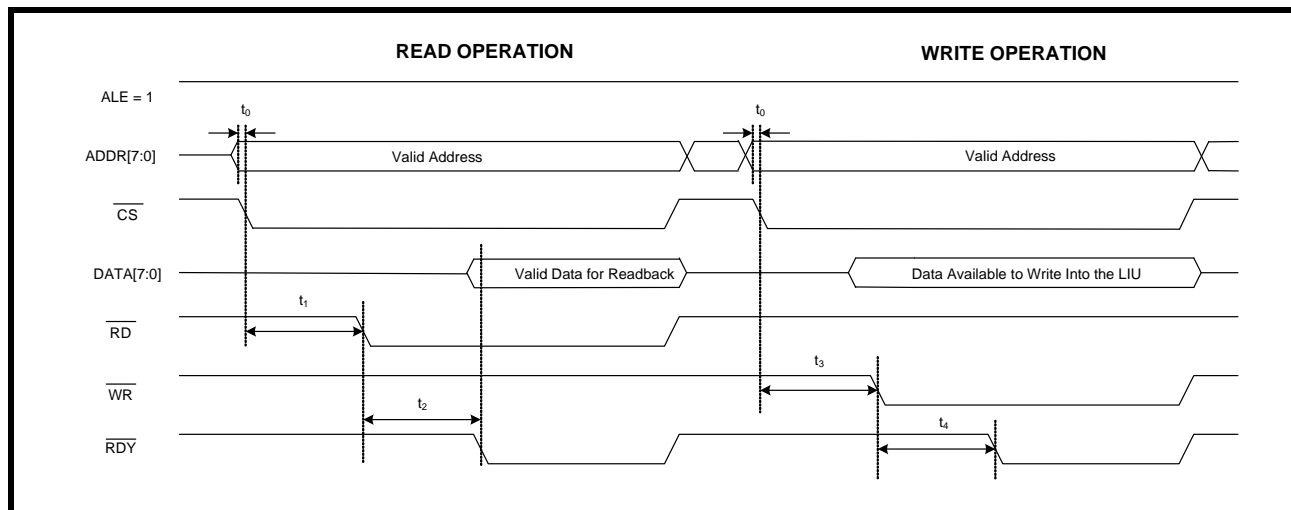 READ OPERATION WRITE OPERATION
ALE = 1
t0 t0
ADDR[7:0] Valid Address Valid Address
CS
DATA[7:0] Valid Data for Readback Data Available to Write Into the LIU
t1
RD
t3
WR
t2
t4
RDY